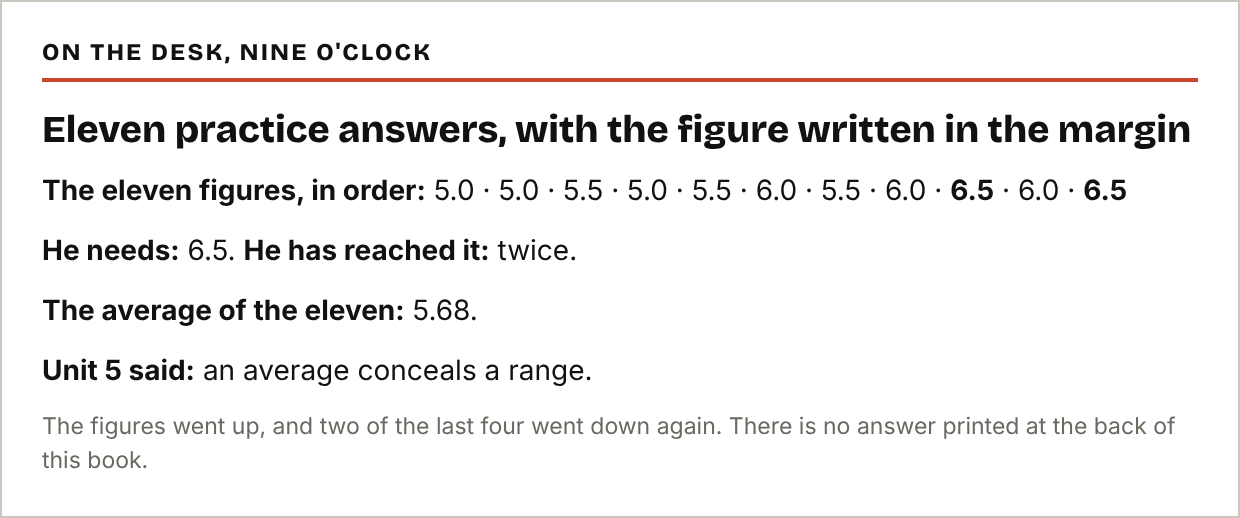 ON THE DESK, NINE O'CLOCK
Eleven practice answers, with the figure written in the margin
The eleven figures, in order: 5.0 · 5.0 · 5.5 · 5.0 · 5.5 · 6.0 · 5.5 · 6.0 · 6.5 · 6.0 · 6.5
He needs: 6.5. He has reached it: twice.
The average of the eleven: 5.68.
Unit 5 said: an average conceals a range.
The figures went up, and two of the last four went down again. There is no answer printed at the back of
this book.